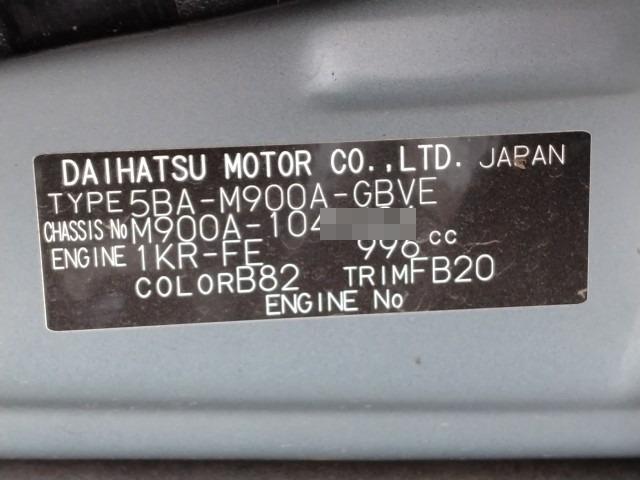 DAIHATSU MOTOR CO.,LTD. JAPAN
TYPE 5BA-M900A-GBVE
CHASSIS No M900A-104
ENGINE 1KR-FE 996 cc
COLOR B82 TRIM FB20
ENGINE No